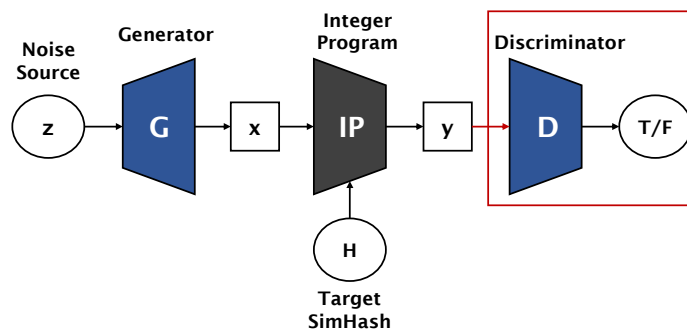 Noise
Source
Generator
Integer
Program
Discriminator
z
G
x
IP
y
D
T/F
H
Target
SimHash